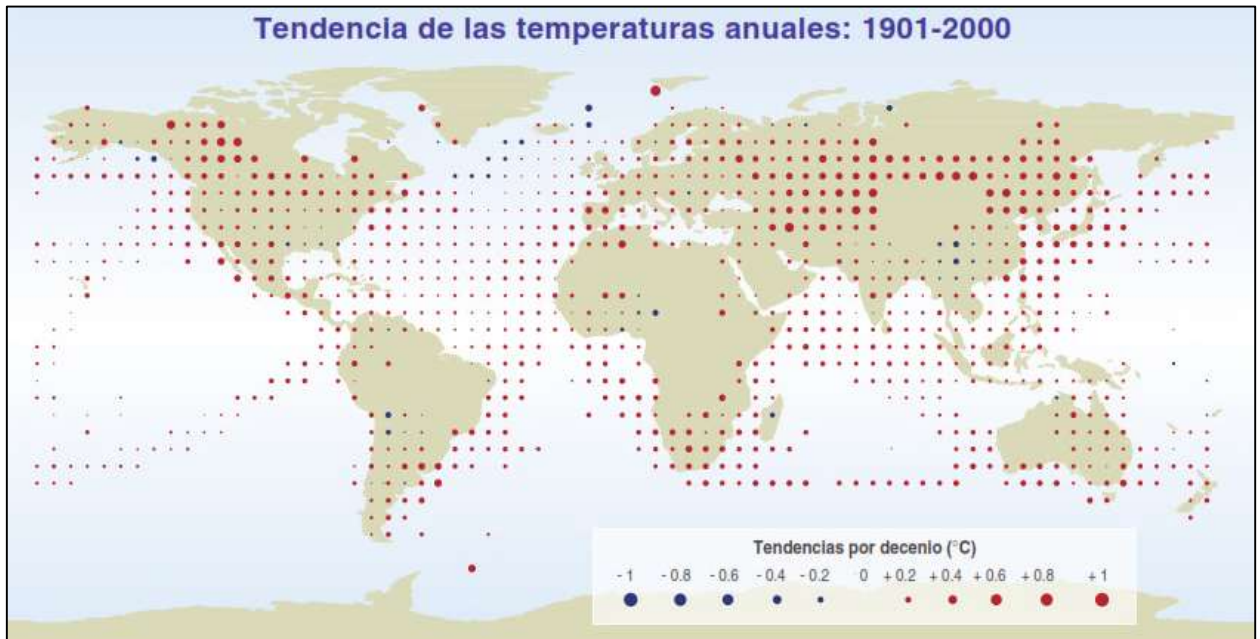 Tendencia de las temperaturas anuales: 1901-2000
Tendencias por decenio (°C)
- 1 - 0.8 - 0.6 - 0.4 - 0.2 0 + 0.2 + 0.4 + 0.6 + 0.8 + 1